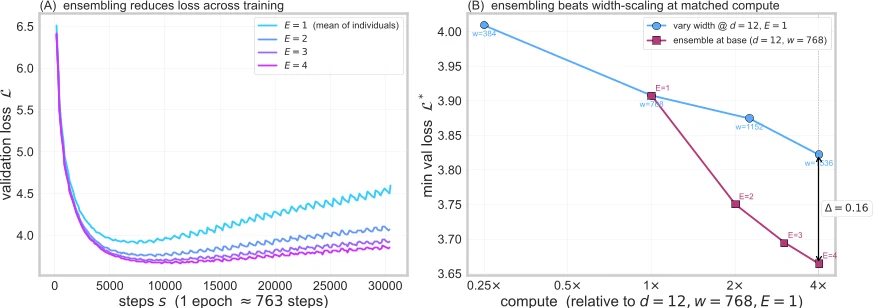 (A) ensembling reduces loss across training
6.5
6.0
5.5
5.0
4.5
4.0
validation loss ℒ
E = 1 (mean of individuals)
E = 2
E = 3
E = 4
0 5000 10000 15000 20000 25000 30000
steps s (1 epoch ≈ 763 steps)
(B) ensembling beats width-scaling at matched compute
4.00
3.95
3.90
3.85
3.80
3.75
3.70
3.65
min val loss ℒ*
vary width @ d = 12, E = 1
ensemble at base (d = 12, w = 768)
w=384
E=1
w=768
w=1152
w=1536
E=2
E=3
E=4
Δ = 0.16
0.25× 0.5× 1× 2× 4×
compute (relative to d = 12, w = 768, E = 1)